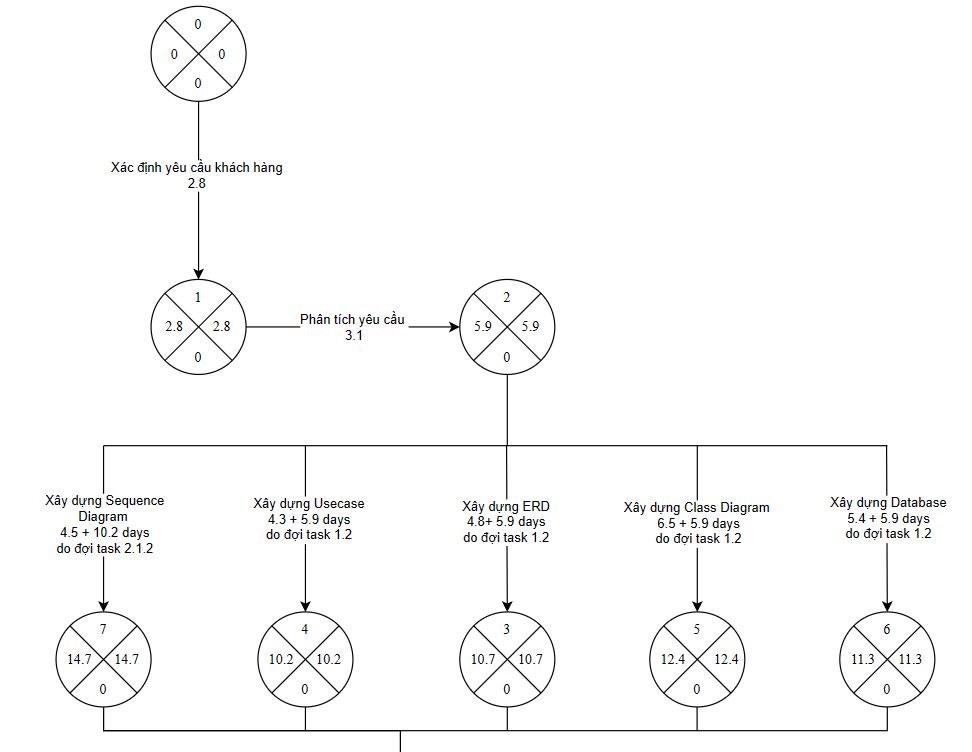 0
0 0
0
Xác định yêu cầu khách hàng
2.8
1
2.8 2.8
0
Phân tích yêu cầu
3.1
2
5.9 5.9
0
Xây dựng Sequence
Diagram
4.5 + 10.2 days
do đợi task 2.1.2
Xây dựng Usecase
4.3 + 5.9 days
do đợi task 1.2
Xây dựng ERD
4.8+ 5.9 days
do đợi task 1.2
Xây dựng Class Diagram
6.5 + 5.9 days
do đợi task 1.2
Xây dựng Database
5.4 + 5.9 days
do đợi task 1.2
7
14.7 14.7
0
4
10.2 10.2
0
3
10.7 10.7
0
5
12.4 12.4
0
6
11.3 11.3
0